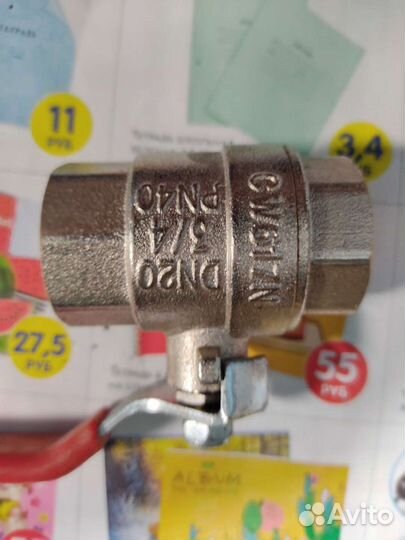 11
РУБ
3,4
РУБ
PN40
3/4
DN20
CW617N
27,5
РУБ
55
РУБ
ALBUM
Avito